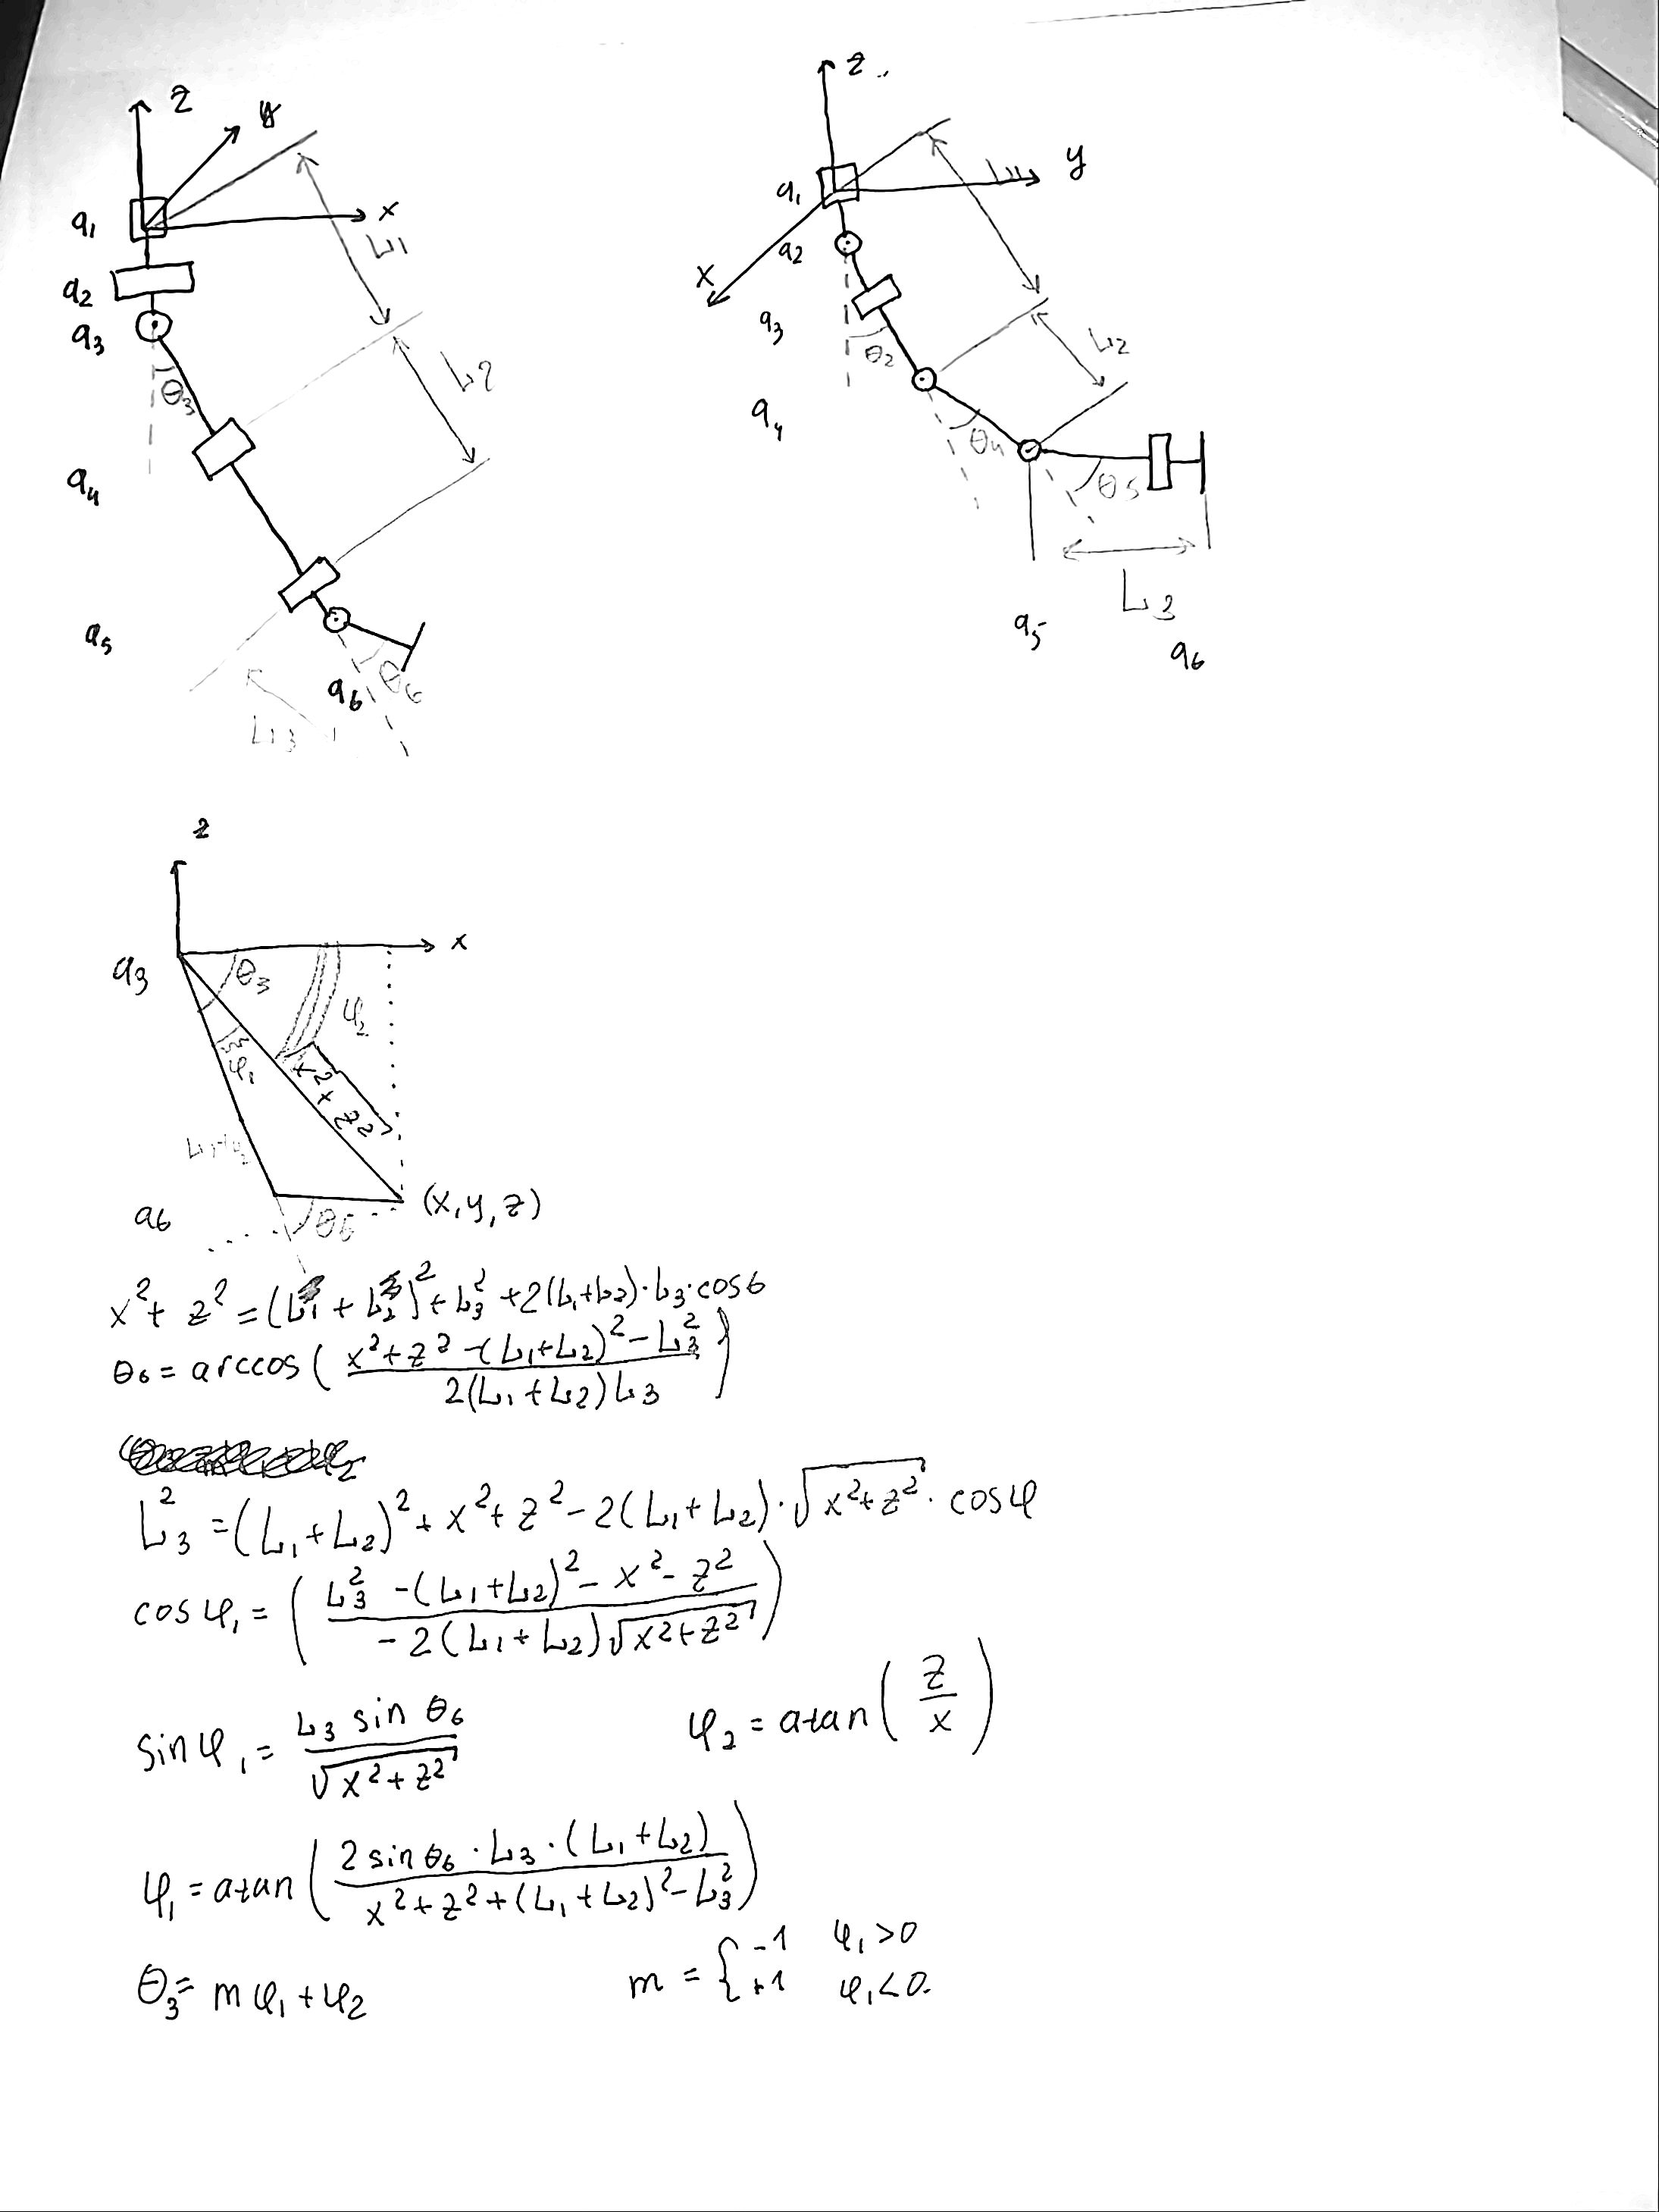 z
y
x
q1
L1
q2
q3
θ3
L2
q4
q5
q6
θ6
L3
z
y
q1
L1
x
q2
q3
θ2
L2
q4
θ4
θ5
L3
q5
q6
z
x
q3
θ3
φ2
φ1
x²+z²
L1+L2
q6
θ6
(x,y,z)
x²+ z² = (L1 + L2)² + L3² +2(L1+L2)·L3·cos6
θ6 = arccos ( x²+z² -(L1+L2)² - L3² / 2(L1+L2)L3 )
L3² = (L1+L2)² + x²+ z² - 2(L1+L2)·√x²+z² · cosφ
cosφ1 = ( L3² -(L1+L2)² - x² - z² / -2(L1+L2)√x²+z² )
sinφ1 = L3 sin θ6 / √x²+z²
φ2 = atan ( z / x )
φ1 = atan ( 2 sin θ6 · L3 · (L1+L2) / x²+z²+(L1+L2)² - L3² )
θ3 = mφ1 +φ2
m = { -1 φ1 >0
+1 φ1 <0.